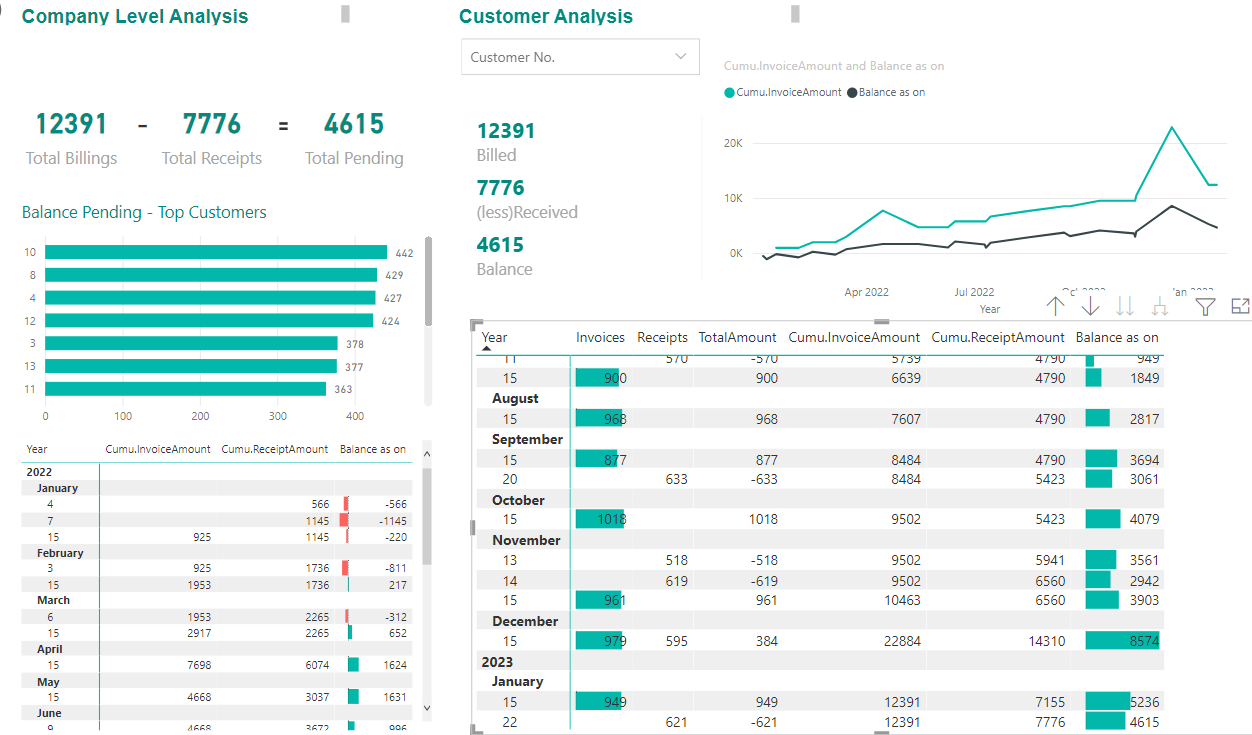 Company Level Analysis
12391 - 7776 = 4615
Total Billings Total Receipts Total Pending
Balance Pending - Top Customers
10 442
8 429
4 427
12 424
3 378
13 377
11 363
0 100 200 300 400
Year Cumu.InvoiceAmount Cumu.ReceiptAmount Balance as on
2022
January
4 566 -566
7 1145 -1145
15 925 1145 -220
February
3 925 1736 -811
15 1953 1736 217
March
6 1953 2265 -312
15 2917 2265 652
April
15 7698 6074 1624
May
15 4668 3037 1631
June
9 4668 3672 996
Customer Analysis
Customer No.
12391
Billed
7776
(less)Received
4615
Balance
Cumu.InvoiceAmount and Balance as on
Cumu.InvoiceAmount Balance as on
20K
10K
0K
Apr 2022 Jul 2022 Oct 2022 Jan 2023
Year
Year Invoices Receipts TotalAmount Cumu.InvoiceAmount Cumu.ReceiptAmount Balance as on
11 570 -570 5739 4790 949
15 900 900 6639 4790 1849
August
15 968 968 7607 4790 2817
September
15 877 877 8484 4790 3694
20 633 -633 8484 5423 3061
October
15 1018 1018 9502 5423 4079
November
13 518 -518 9502 5941 3561
14 619 -619 9502 6560 2942
15 961 961 10463 6560 3903
December
15 979 595 384 22884 14310 8574
2023
January
15 949 949 12391 7155 5236
22 621 -621 12391 7776 4615